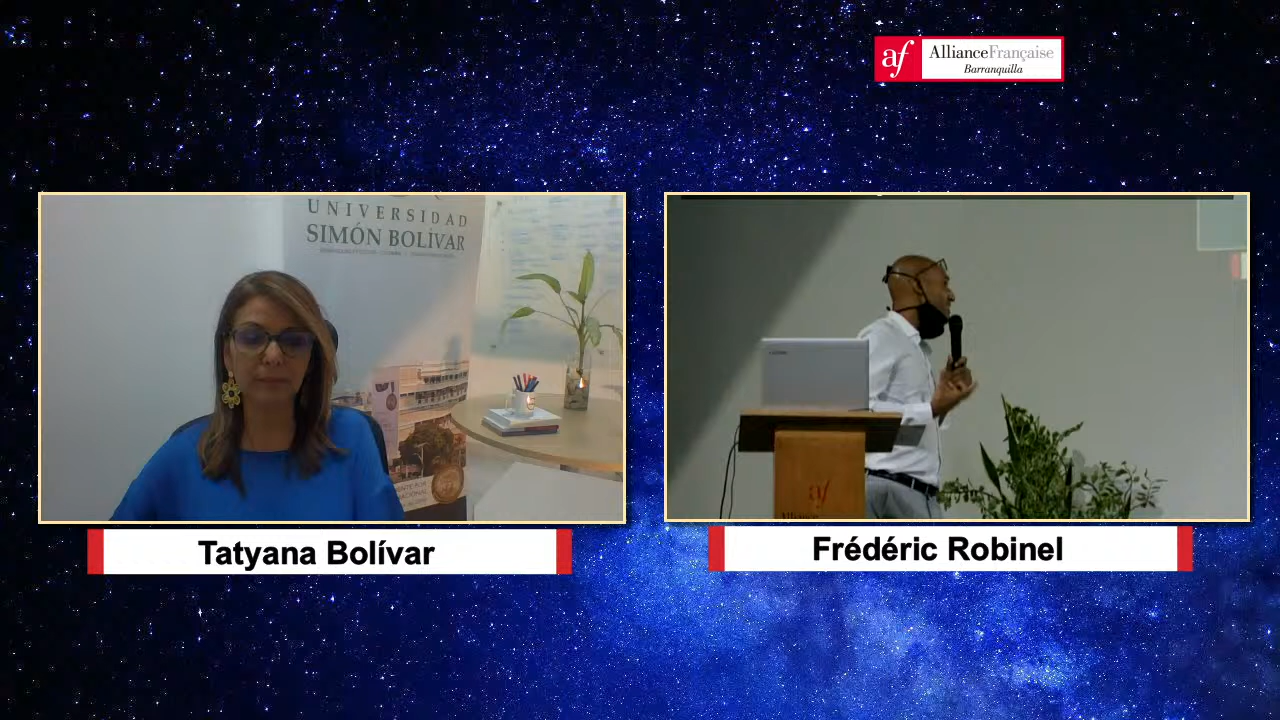 af
AllianceFrançaise
Barranquilla
UNIVERSIDAD
SIMÓN BOLÍVAR
af
Tatyana Bolívar
Frédéric Robinel